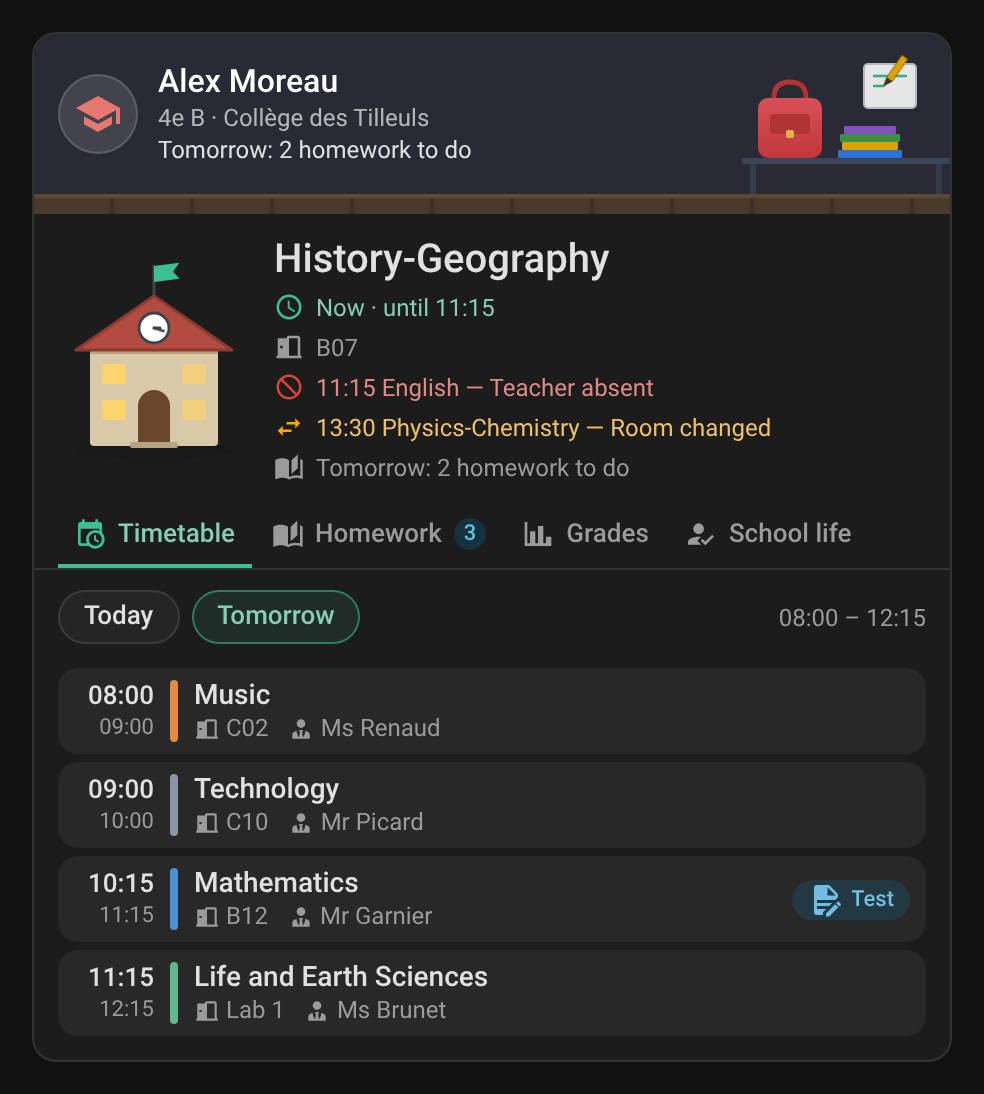 Alex Moreau
4e B · Collège des Tilleuls
Tomorrow: 2 homework to do
History-Geography
Now · until 11:15
B07
11:15 English — Teacher absent
13:30 Physics-Chemistry — Room changed
Tomorrow: 2 homework to do
Timetable Homework 3 Grades School life
Today Tomorrow 08:00 – 12:15
08:00 Music
09:00 C02 Ms Renaud
09:00 Technology
10:00 C10 Mr Picard
10:15 Mathematics
11:15 B12 Mr Garnier
Test
11:15 Life and Earth Sciences
12:15 Lab 1 Ms Brunet